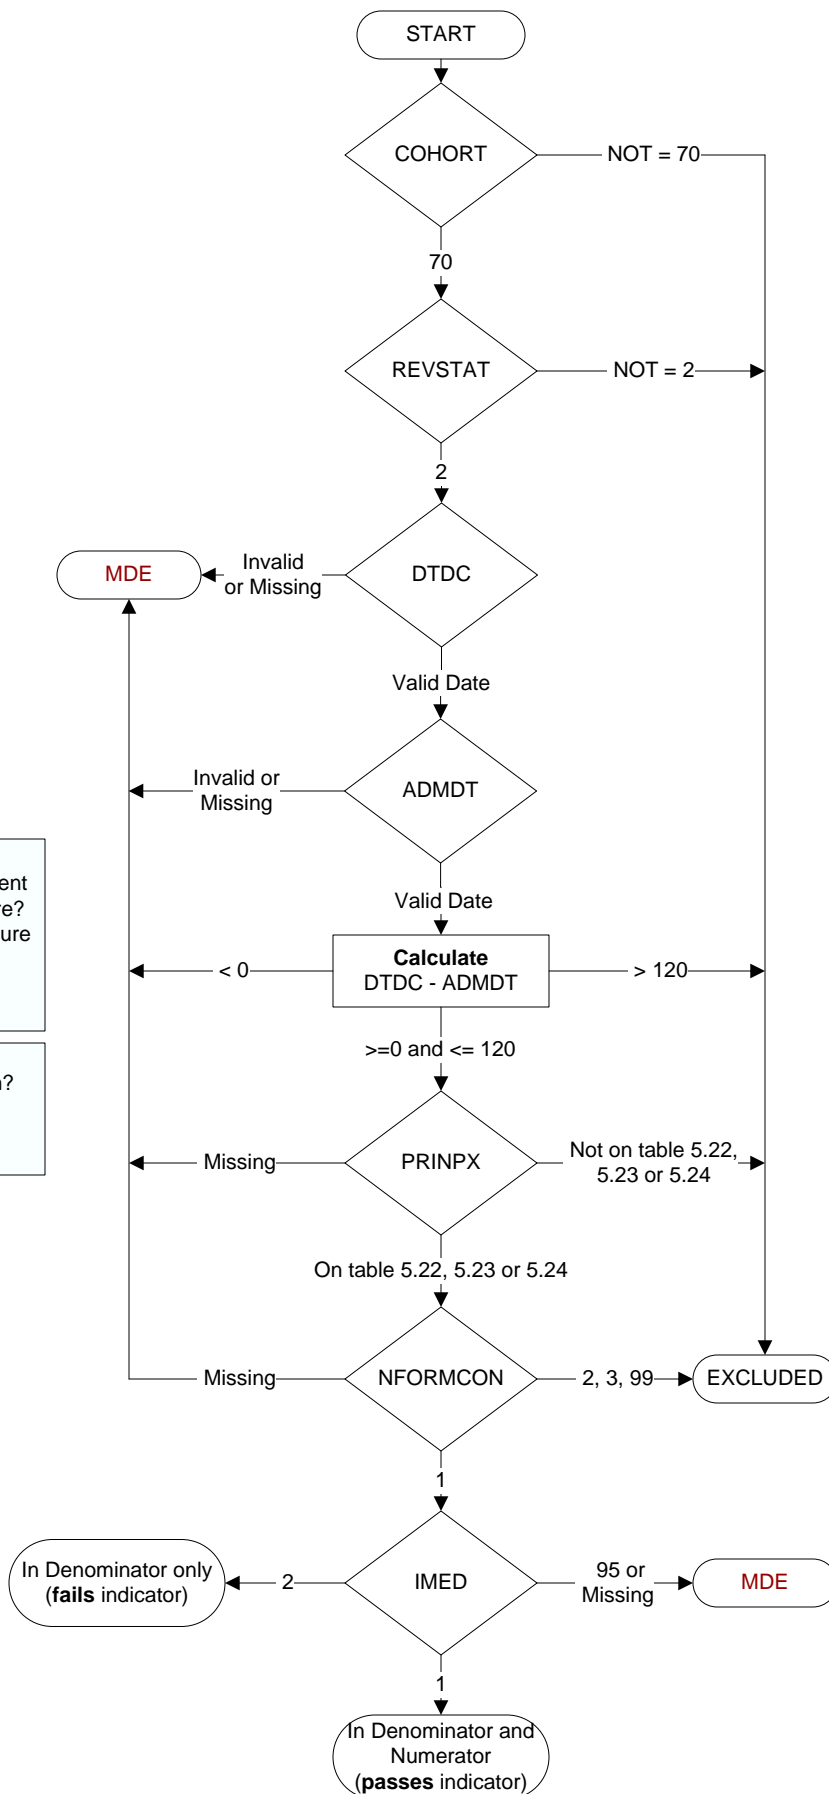 START
COHORT
NOT = 70
70
REVSTAT
NOT = 2
2
MDE
Invalid
or Missing
DTDC
Valid Date
Invalid or
Missing
ADMDT
Valid Date
< 0
Calculate
DTDC - ADMDT
> 120
>=0 and <= 120
Missing
PRINPX
Not on table 5.22,
5.23 or 5.24
On table 5.22, 5.23 or 5.24
Missing
NFORMCON
2, 3, 99
EXCLUDED
1
In Denominator only
(fails indicator)
2
IMED
95 or
Missing
MDE
1
In Denominator and
Numerator
(passes indicator)